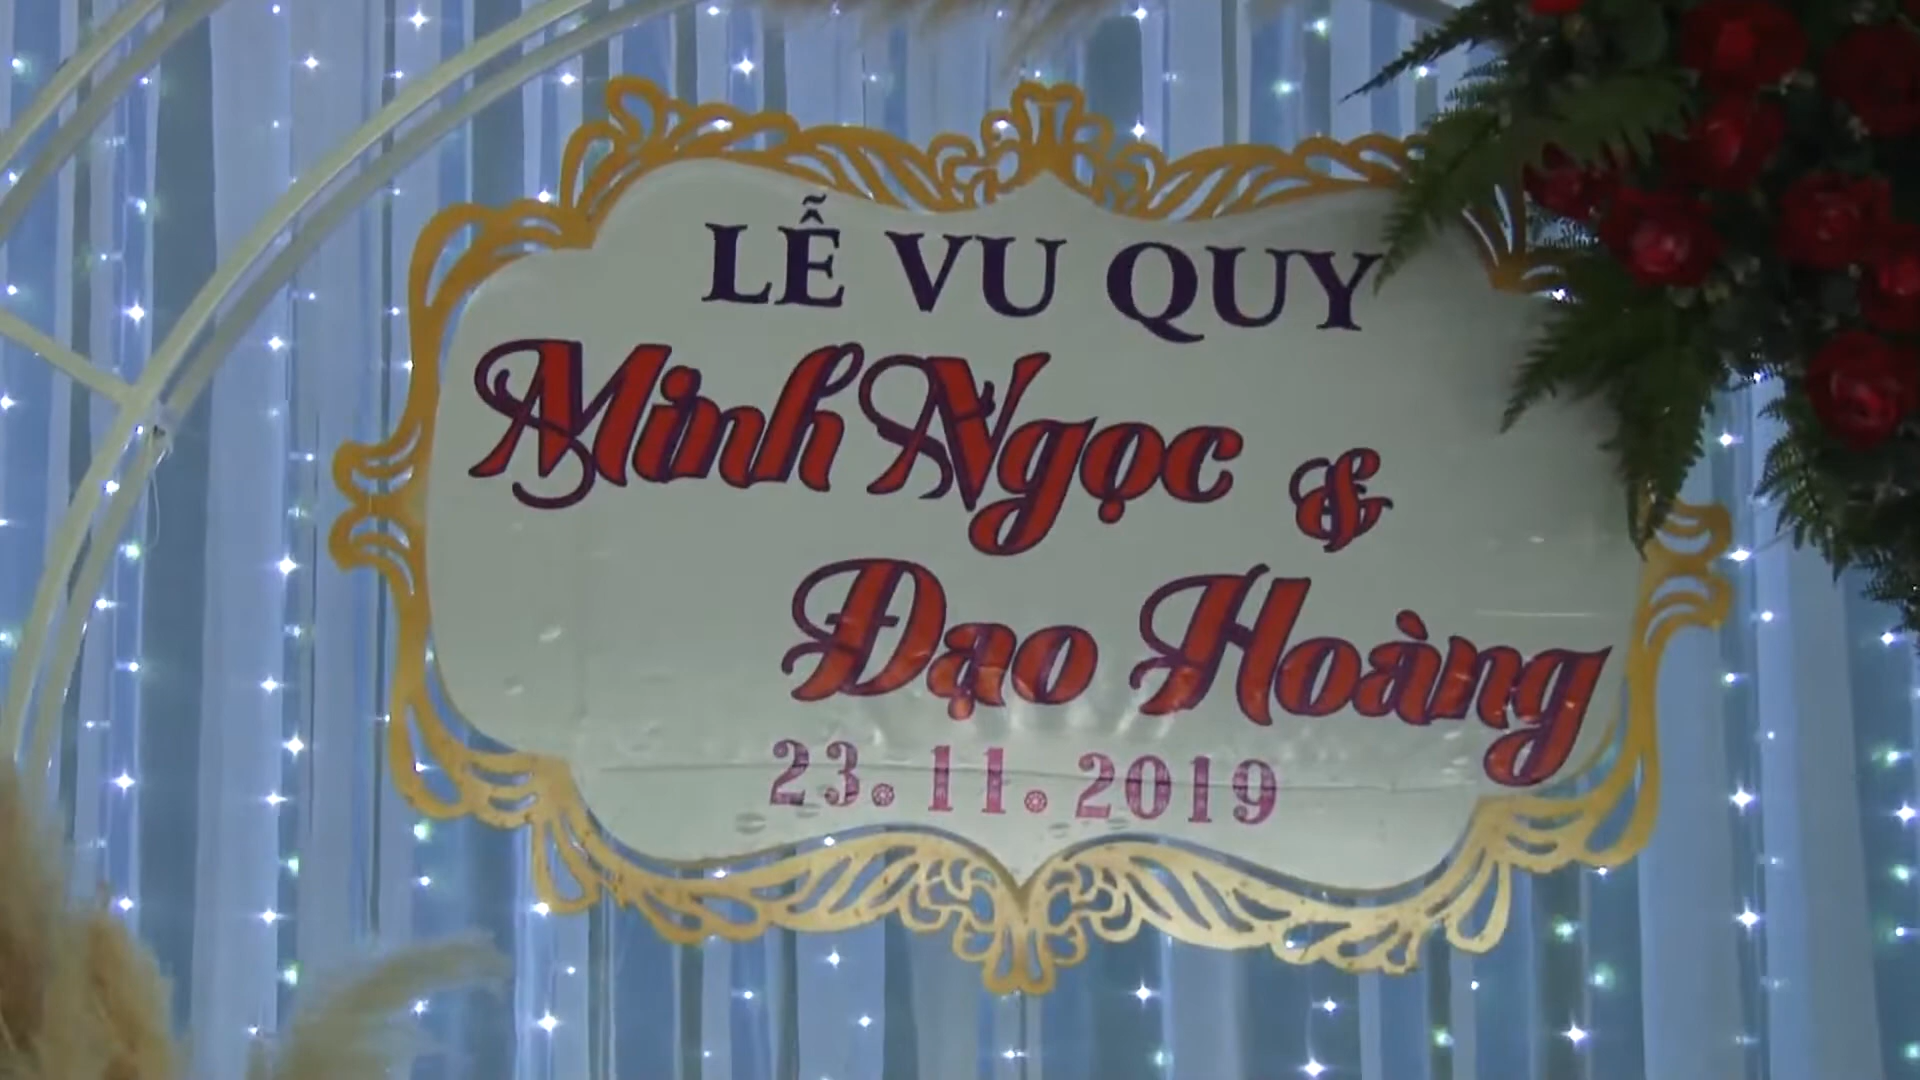 LỄ VU QUY
Minh Ngọc &
Đạo Hoàng
23.11.2019